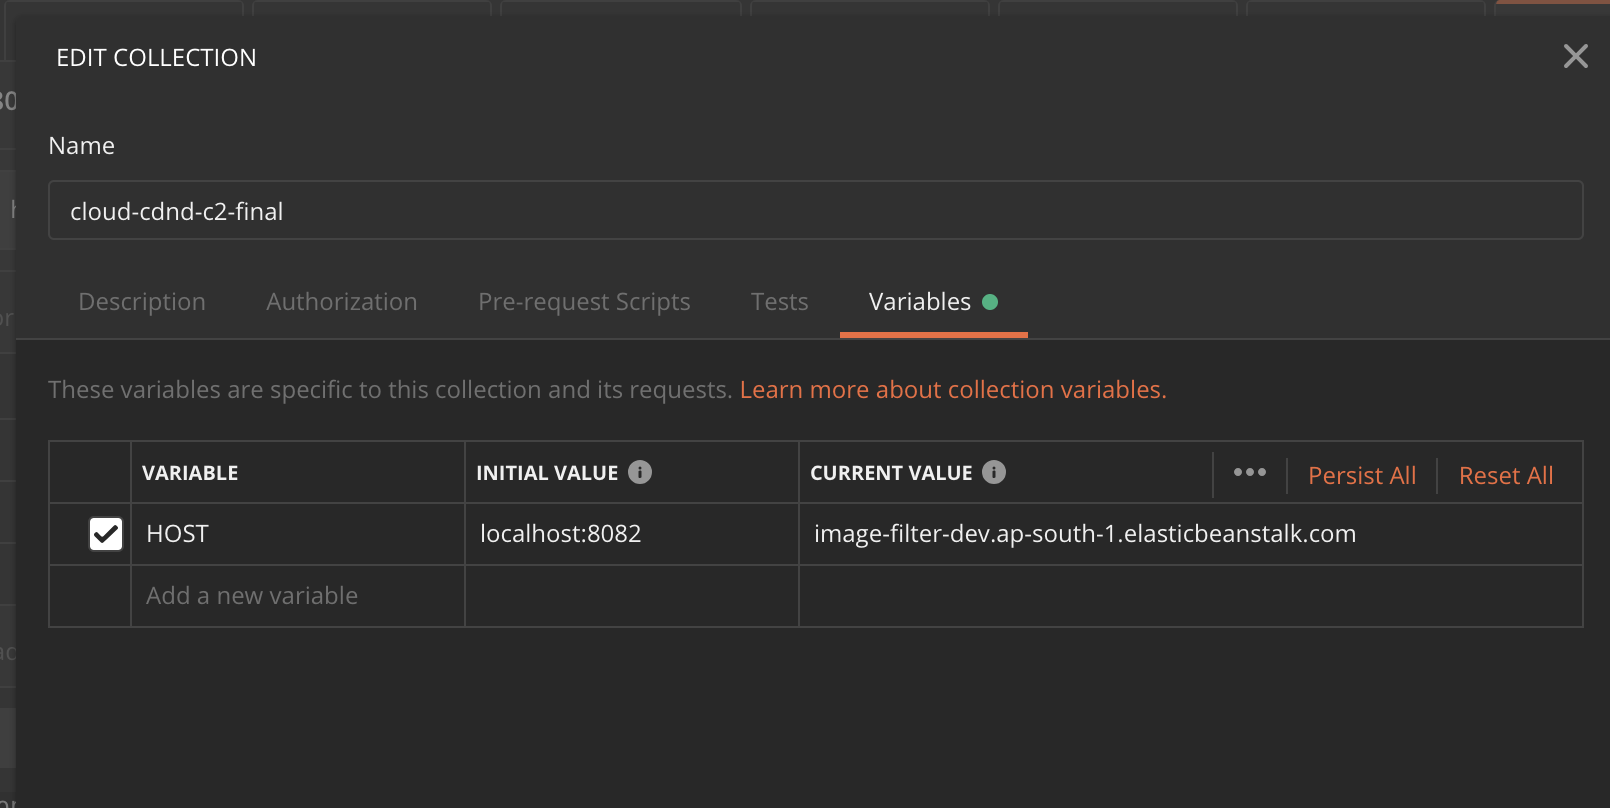 EDIT COLLECTION
80
Name
cloud-cdnd-c2-final
Description Authorization Pre-request Scripts Tests Variables
These variables are specific to this collection and its requests. Learn more about collection variables.
VARIABLE INITIAL VALUE CURRENT VALUE ••• Persist All Reset All
HOST localhost:8082 image-filter-dev.ap-south-1.elasticbeanstalk.com
Add a new variable